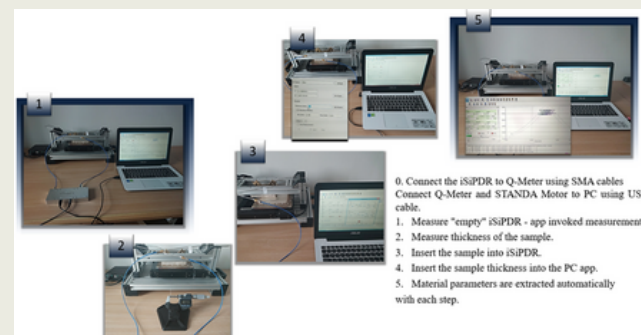 1
2
3
4
5
0. Connect the iSiPDR to Q-Meter using SMA cables
Connect Q-Meter and STANDA Motor to PC using US
cable.
1. Measure "empty" iSiPDR - app invoked measurement
2. Measure thickness of the sample.
3. Insert the sample into iSiPDR.
4. Insert the sample thickness into the PC app.
5. Material parameters are extracted automatically
with each step.